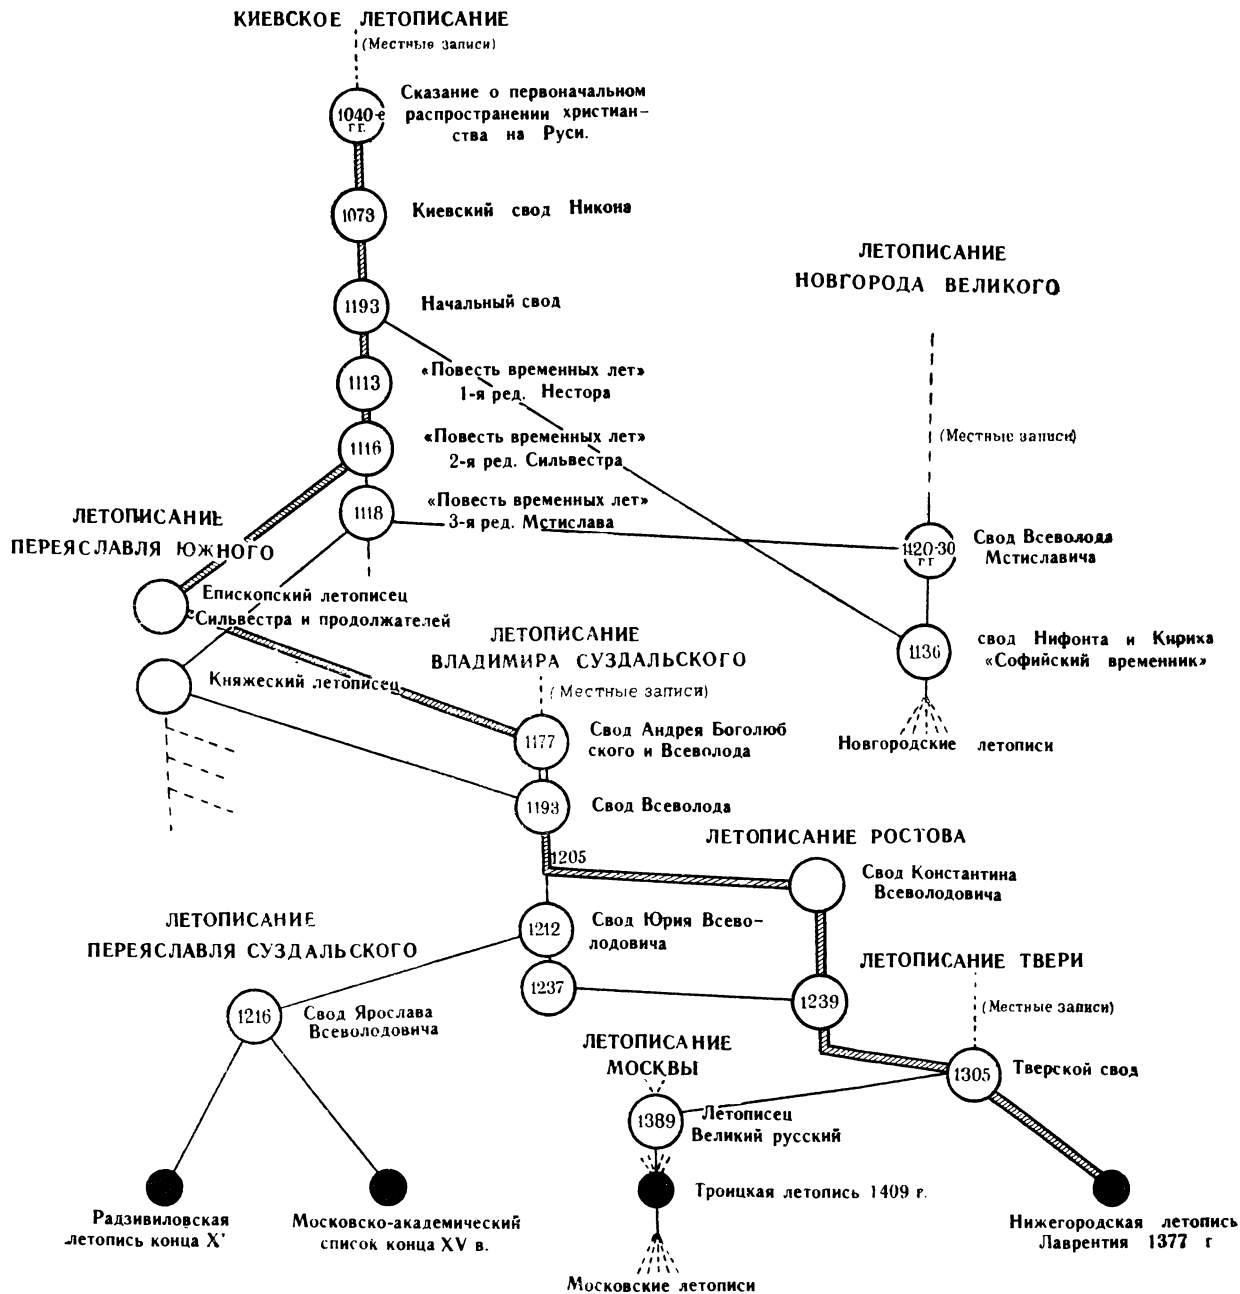 КИЕВСКОЕ ЛЕТОПИСАНИЕ
(Местные записи)
1040-е
гг.
Сказание о первоначальном
распространении христиан-
ства на Руси.
1073
Киевский свод Никона
ЛЕТОПИСАНИЕ
НОВГОРОДА ВЕЛИКОГО
1193
Начальный свод
1113
«Повесть временных лет»
1-я ред. Нестора
(Местные записи)
1116
«Повесть временных лет»
2-я ред. Сильвестра
1118
«Повесть временных лет»
3-я ред. Мстислава
ЛЕТОПИСАНИЕ
ПЕРЕЯСЛАВЛЯ ЮЖНОГО
1120-30
гг
Свод Всеволода
Мстиславича
Епископский летописец
Сильвестра и продолжателей
1136
свод Нифонта и Кирика
«Софийский временник»
Новгородские летописи
Княжеский летописец
ЛЕТОПИСАНИЕ
ВЛАДИМИРА СУЗДАЛЬСКОГО
(Местные записи)
1177
Свод Андрея Боголюб
ского и Всеволода
1193
Свод Всеволода
1205
ЛЕТОПИСАНИЕ РОСТОВА
Свод Константина
Всеволодовича
ЛЕТОПИСАНИЕ
ПЕРЕЯСЛАВЛЯ СУЗДАЛЬСКОГО
1212
Свод Юрия Всево-
лодовича
1237
1239
ЛЕТОПИСАНИЕ ТВЕРИ
(Местные записи)
1216
Свод Ярослава
Всеволодовича
ЛЕТОПИСАНИЕ
МОСКВЫ
1305
Тверской свод
1389
Летописец
Великий русский
Троицкая летопись 1409 г.
Радзивиловская
летопись конца X'
Московско-академический
список конца XV в.
Нижегородская летопись
Лаврентия 1377 г
Московские летописи